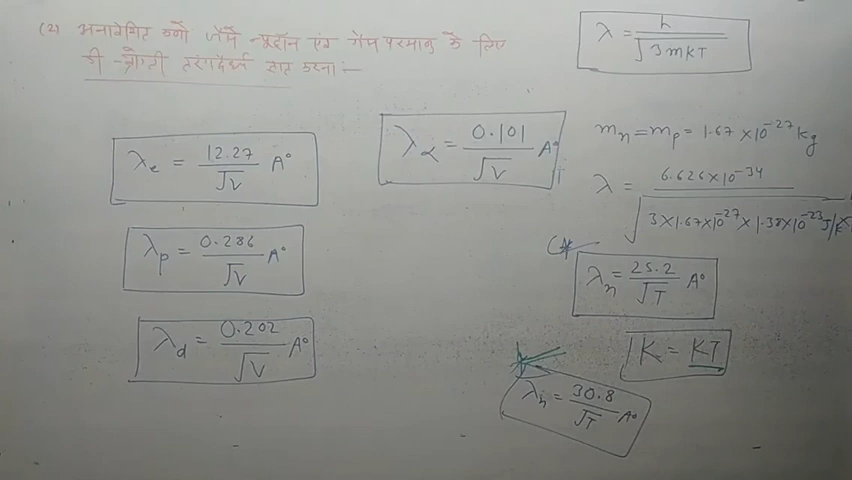 (2) अनावेशित कणों जैसे न्यूट्रॉन एवं गैस परमाणु के लिए
डी-ब्रोग्ली तरंगदैर्ध्य ज्ञात करना :-
λ = h / √3mKT
λe = 12.27 / √V A°
λα = 0.101 / √V A°
mn = mp = 1.67 × 10⁻²⁷ kg
λ = 6.626 × 10⁻³⁴ / √3 × 1.67 × 10⁻²⁷ × 1.38 × 10⁻²³ J/K ×
λp = 0.286 / √V A°
λn = 25.2 / √T A°
λd = 0.202 / √V A°
K = KT
λn = 30.8 / √T A°